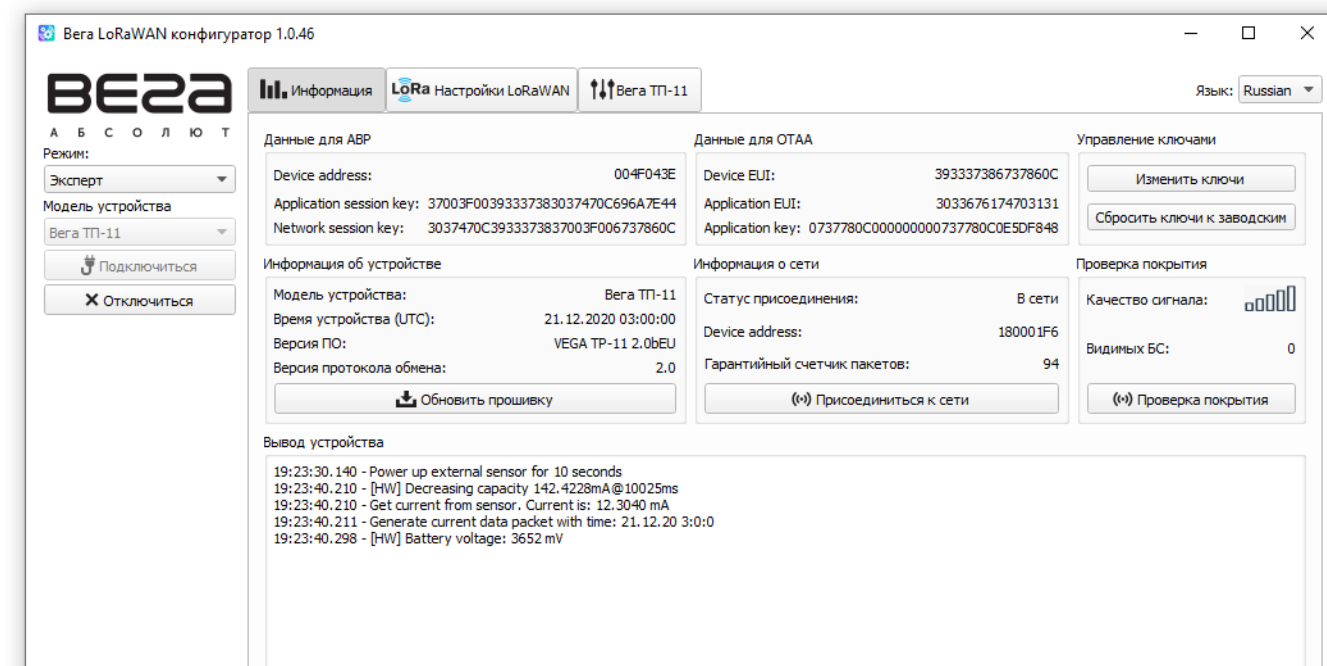 Вега LoRaWAN конфигуратор 1.0.46
ВЕГА
АБСОЛЮТ
Информация
LoRa Настройки LoRaWAN
Вега ТП-11
Язык: Russian
Режим:
Эксперт
Модель устройства
Вега ТП-11
Подключиться
Отключиться
Данные для ABP
Device address: 004F043E
Application session key: 37003F00393337383037470C696A7E44
Network session key: 3037470C3933373837003F006737860C
Данные для OTAA
Device EUI: 393337386737860C
Application EUI: 3033676174703131
Application key: 0737780C000000000737780C0E5DF848
Управление ключами
Изменить ключи
Сбросить ключи к заводским
Информация об устройстве
Модель устройства: Вега ТП-11
Время устройства (UTC): 21.12.2020 03:00:00
Версия ПО: VEGA TP-11 2.0bEU
Версия протокола обмена: 2.0
Обновить прошивку
Информация о сети
Статус присоединения: В сети
Device address: 180001F6
Гарантийный счетчик пакетов: 94
Присоединиться к сети
Проверка покрытия
Качество сигнала:
Видимых БС: 0
Проверка покрытия
Вывод устройства
19:23:30.140 - Power up external sensor for 10 seconds
19:23:40.210 - [HW] Decreasing capacity 142.4228mA@10025ms
19:23:40.210 - Get current from sensor. Current is: 12.3040 mA
19:23:40.211 - Generate current data packet with time: 21.12.20 3:0:0
19:23:40.298 - [HW] Battery voltage: 3652 mV